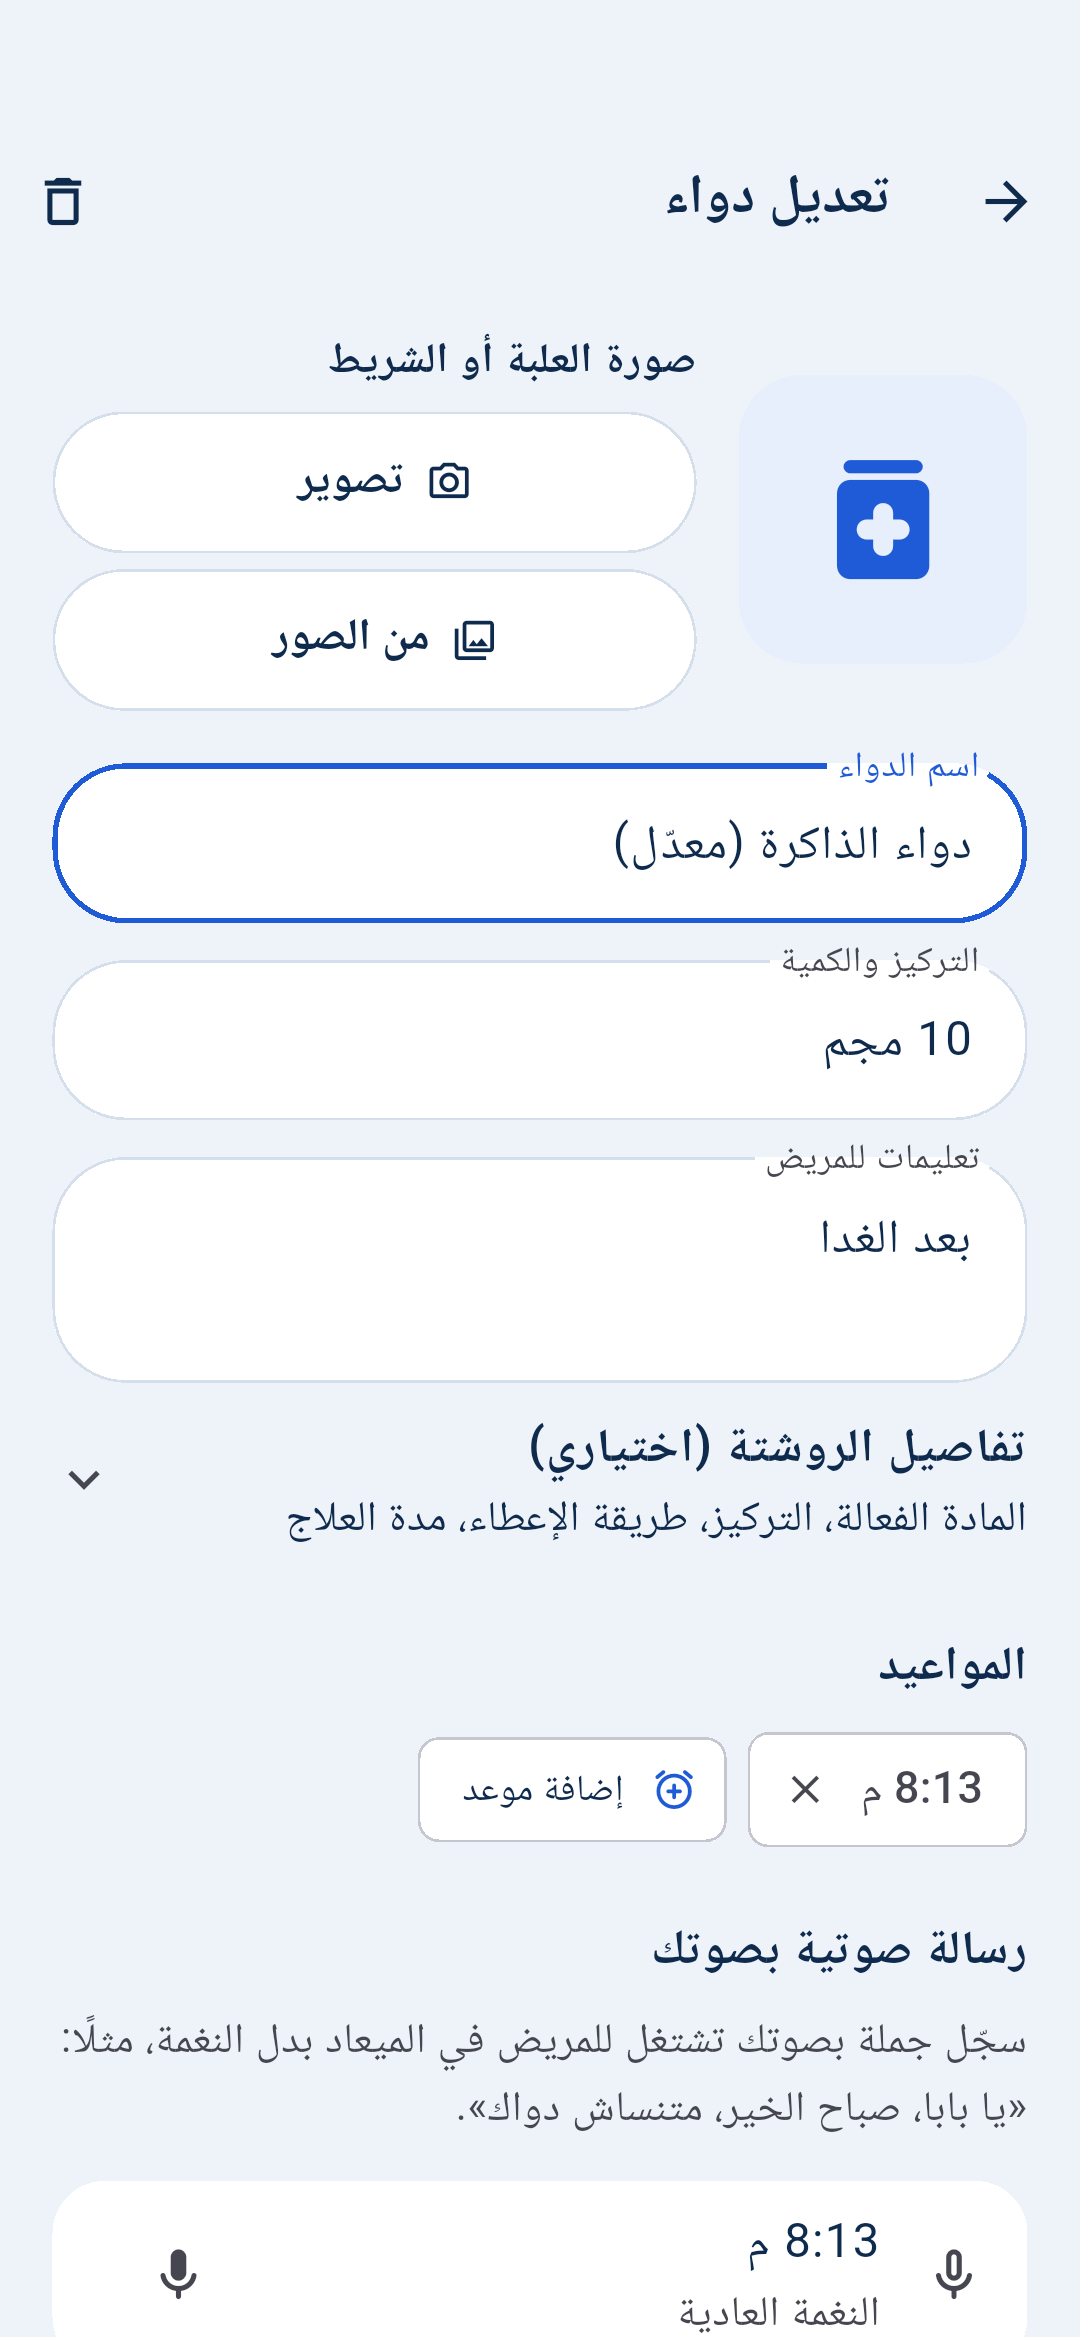 تعديل دواء
صورة العلبة أو الشريط
تصوير
من الصور
اسم الدواء
دواء الذاكرة (معدّل)
التركيز والكمية
10 مجم
تعليمات للمريض
بعد الغدا
تفاصيل الروشتة (اختياري)
المادة الفعالة، التركيز، طريقة الإعطاء، مدة العلاج
المواعيد
8:13 م
إضافة موعد
رسالة صوتية بصوتك
سجّل جملة بصوتك تشتغل للمريض في الميعاد بدل النغمة، مثلًا:
«يا بابا، صباح الخير، متنساش دواك».
8:13 م
النغمة العادية